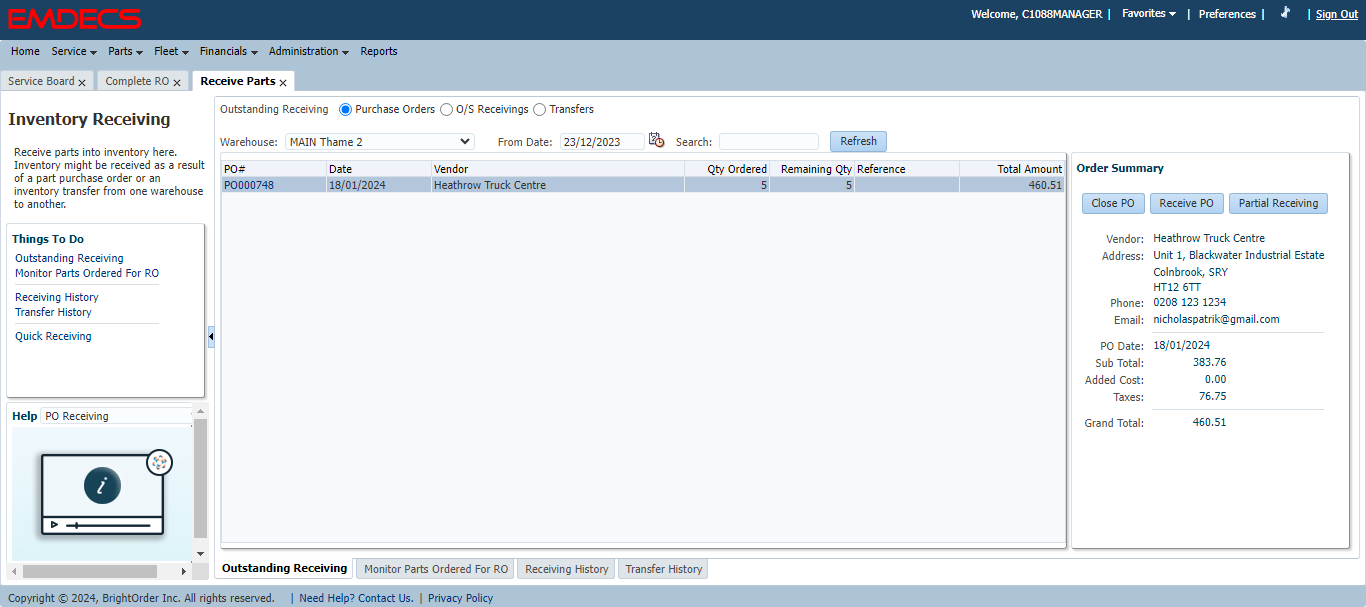 EMDECS
Welcome, C1088MANAGER | Favorites | Preferences | | Sign Out
Home Service Parts Fleet Financials Administration Reports
Service Board x Complete RO x Receive Parts x
Inventory Receiving
Receive parts into inventory here.
Inventory might be received as a result
of a part purchase order or an
inventory transfer from one warehouse
to another.
Things To Do
Outstanding Receiving
Monitor Parts Ordered For RO
Receiving History
Transfer History
Quick Receiving
Help PO Receiving
i
Outstanding Receiving Purchase Orders O/S Receivings Transfers
Warehouse: MAIN Thame 2 From Date: 23/12/2023 Search: Refresh
PO# Date Vendor Qty Ordered Remaining Qty Reference Total Amount
PO000748 18/01/2024 Heathrow Truck Centre 5 5 460.51
Order Summary
Close PO Receive PO Partial Receiving
Vendor: Heathrow Truck Centre
Address: Unit 1, Blackwater Industrial Estate
Colnbrook, SRY
HT12 6TT
Phone: 0208 123 1234
Email: nicholaspatrik@gmail.com
PO Date: 18/01/2024
Sub Total: 383.76
Added Cost: 0.00
Taxes: 76.75
Grand Total: 460.51
Outstanding Receiving Monitor Parts Ordered For RO Receiving History Transfer History
Copyright © 2024, BrightOrder Inc. All rights reserved. | Need Help? Contact Us. | Privacy Policy